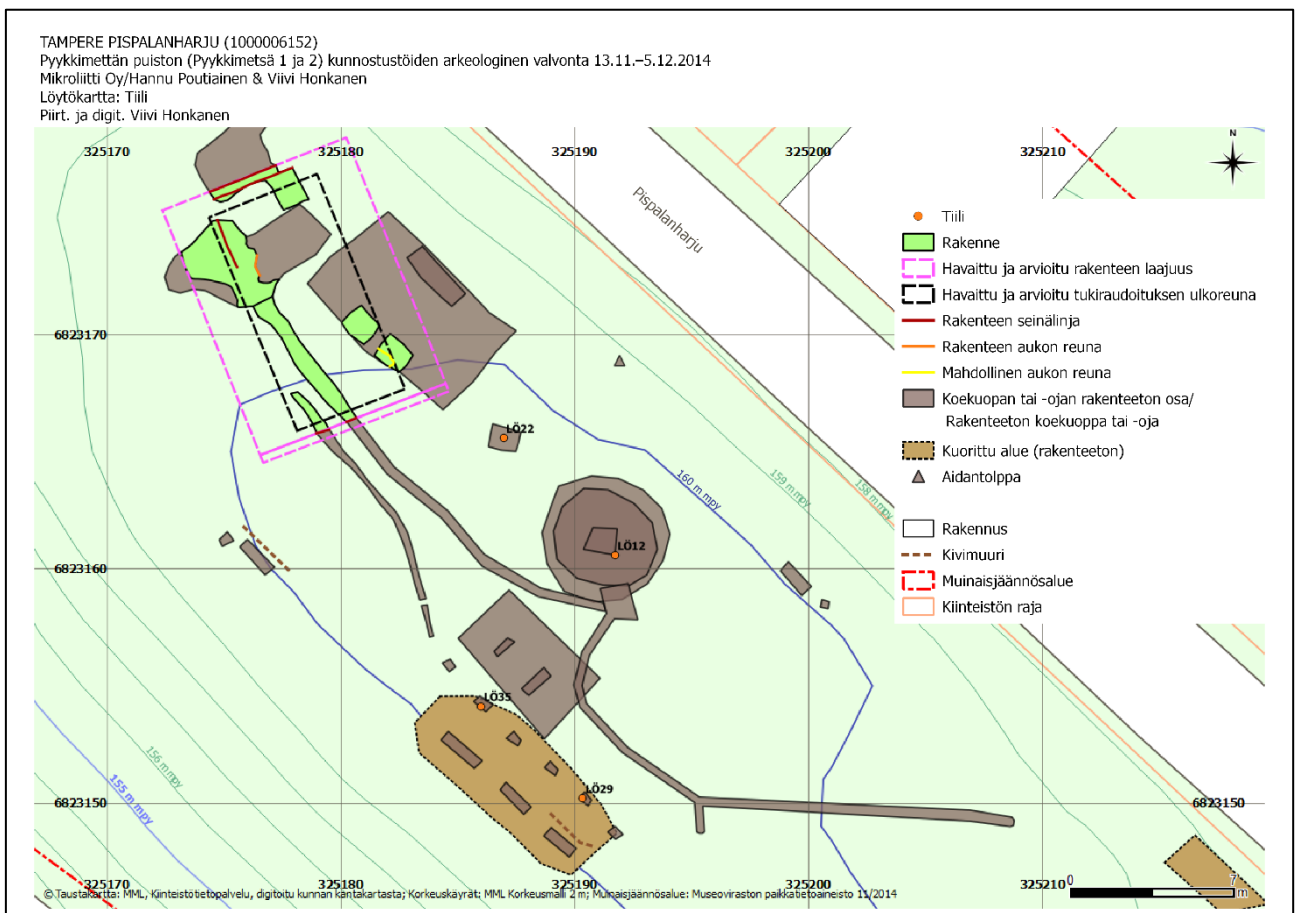 TAMPERE PISPALANHARJU (1000006152)
Pyykkimettän puiston (Pyykkimetsä 1 ja 2) kunnostustöiden arkeologinen valvonta 13.11.–5.12.2014
Mikroliitti Oy/Hannu Poutiainen & Viivi Honkanen
Löytökartta: Tiili
Piirt. ja digit. Viivi Honkanen
325170 325180 325190 325200 325210
N
Pispalanharju
Tiili
Rakenne
Havaittu ja arvioitu rakenteen laajuus
Havaittu ja arvioitu tukiraudoituksen ulkoreuna
Rakenteen seinälinja
Rakenteen aukon reuna
Mahdollinen aukon reuna
Koekuopan tai -ojan rakenteeton osa/
Rakenteeton koekuoppa tai -oja
Kuorittu alue (rakenteeton)
Aidantolppa
Rakennus
Kivimuuri
Muinaisjäännösalue
Kiinteistön raja
6823170
LÖ22
160 m mpy
159 m mpy
158 m mpy
LÖ12
6823160
LÖ35
LÖ29
156 m mpy
155 m mpy
6823150
6823150
325170 325180 325190 325200 325210
0 7
m
© Taustakartta: MML, Kiinteistötietopalvelu, digitoitu kunnan kantakartasta; Korkeuskäyrät: MML Korkeusmalli 2 m; Muinaisjäännösalue: Museoviraston paikkatietoaineisto 11/2014